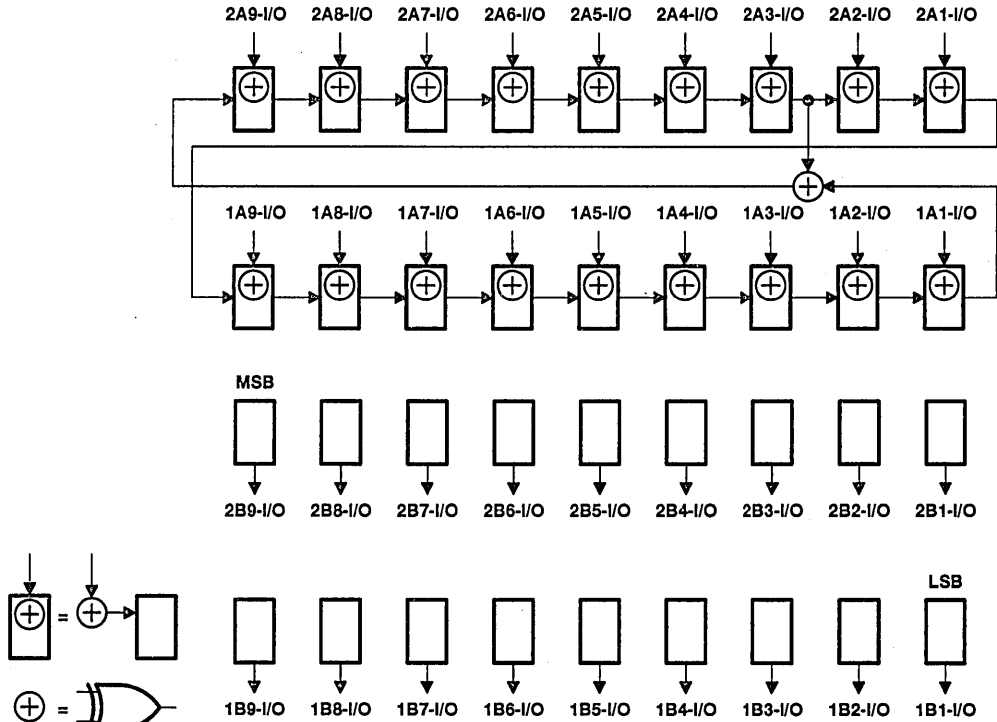 2A9-I/O 2A8-I/O 2A7-I/O 2A6-I/O 2A5-I/O 2A4-I/O 2A3-I/O 2A2-I/O 2A1-I/O
1A9-I/O 1A8-I/O 1A7-I/O 1A6-I/O 1A5-I/O 1A4-I/O 1A3-I/O 1A2-I/O 1A1-I/O
MSB
2B9-I/O 2B8-I/O 2B7-I/O 2B6-I/O 2B5-I/O 2B4-I/O 2B3-I/O 2B2-I/O 2B1-I/O
LSB
=
=
1B9-I/O 1B8-I/O 1B7-I/O 1B6-I/O 1B5-I/O 1B4-I/O 1B3-I/O 1B2-I/O 1B1-I/O